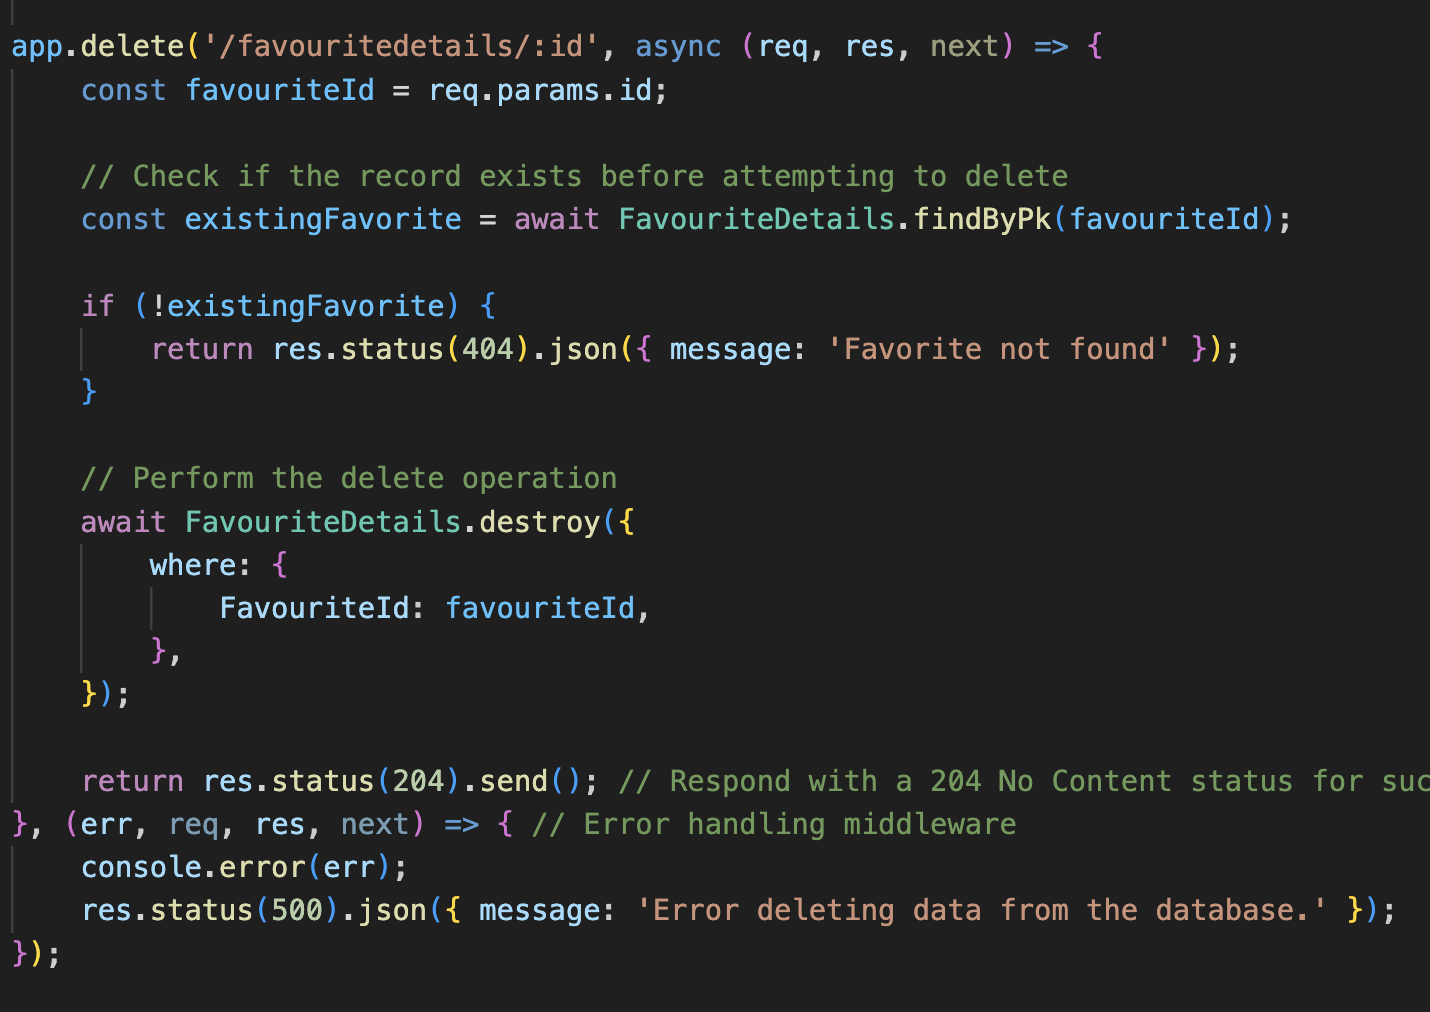 app.delete('/favouritedetails/:id', async (req, res, next) => {
    const favouriteId = req.params.id;
    // Check if the record exists before attempting to delete
    const existingFavorite = await FavouriteDetails.findByPk(favouriteId);
    if (!existingFavorite) {
        return res.status(404).json({ message: 'Favorite not found' });
    }
    // Perform the delete operation
    await FavouriteDetails.destroy({
        where: {
            FavouriteId: favouriteId,
        },
    });
    return res.status(204).send(); // Respond with a 204 No Content status for suc
}, (err, req, res, next) => { // Error handling middleware
    console.error(err);
    res.status(500).json({ message: 'Error deleting data from the database.' });
});